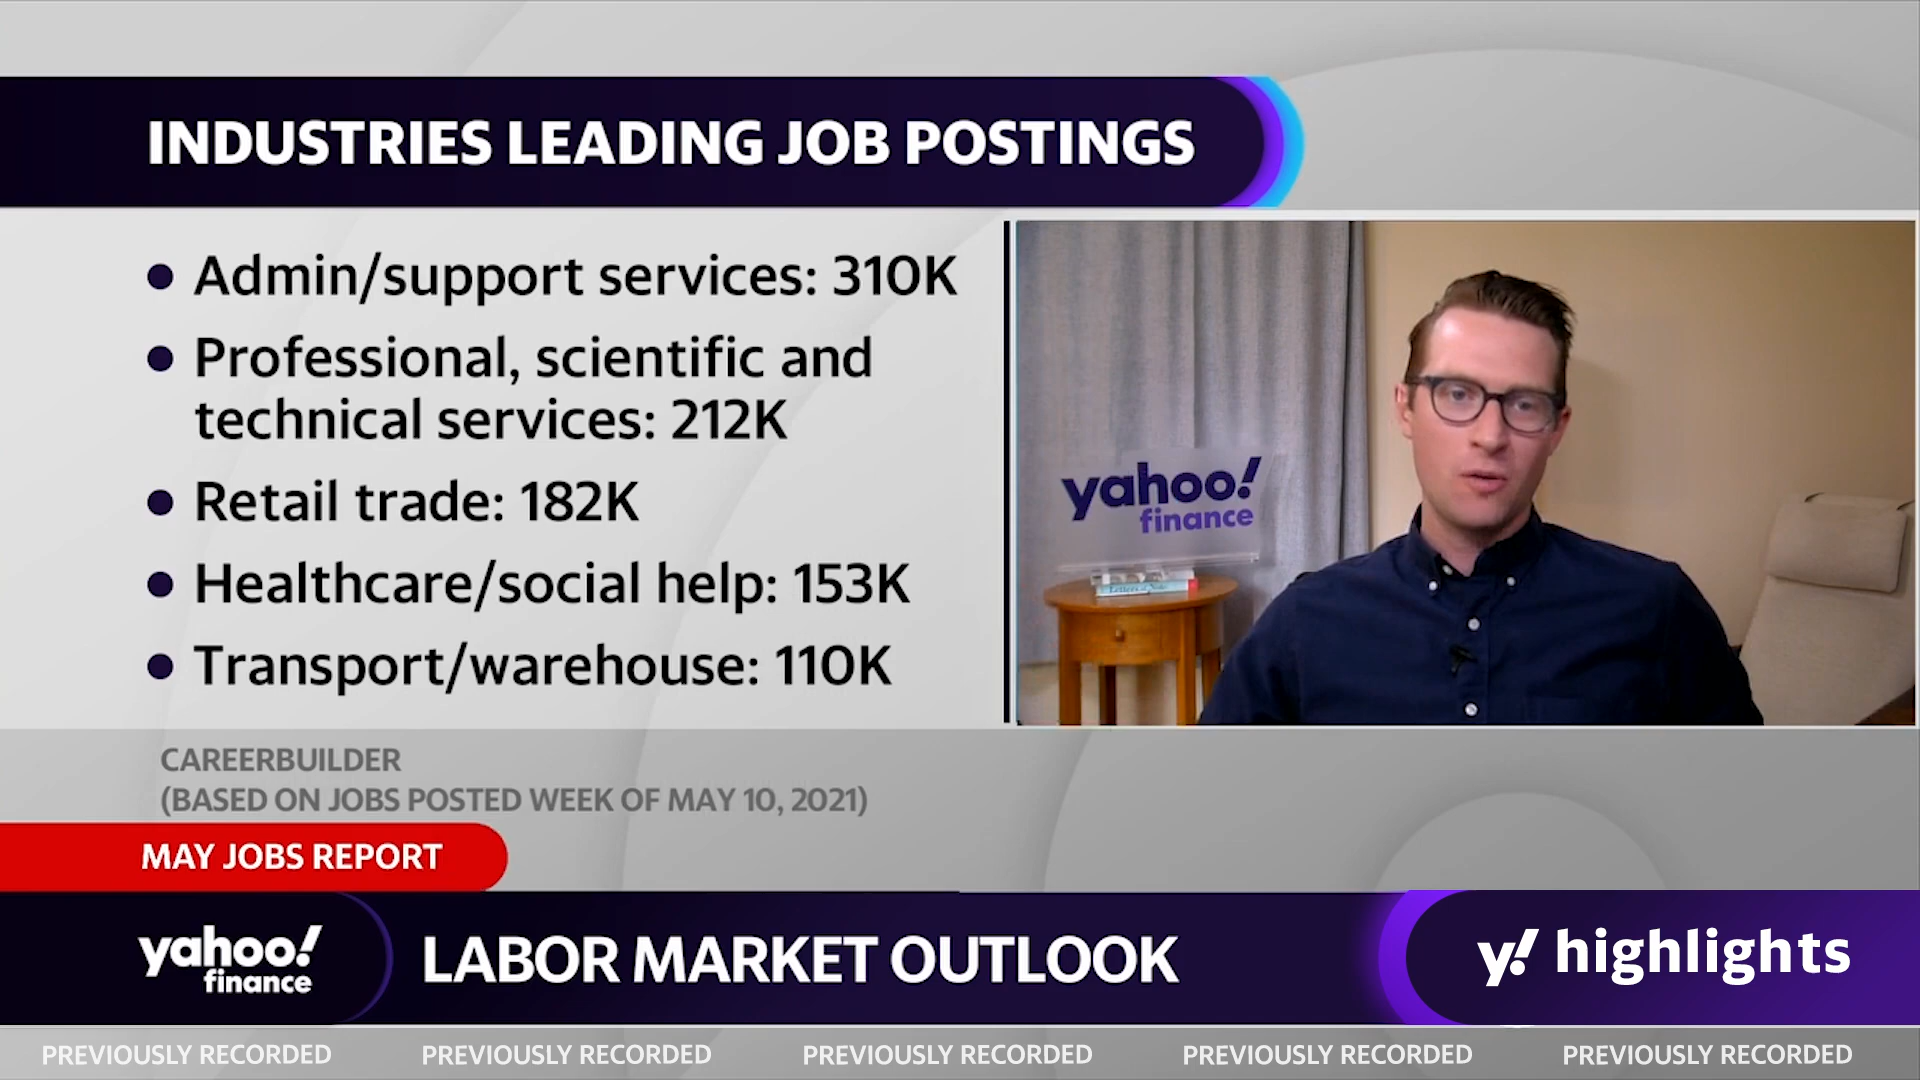 INDUSTRIES LEADING JOB POSTINGS
• Admin/support services: 310K
• Professional, scientific and
technical services: 212K
• Retail trade: 182K
• Healthcare/social help: 153K
• Transport/warehouse: 110K
yahoo!
finance
CAREERBUILDER
(BASED ON JOBS POSTED WEEK OF MAY 10, 2021)
MAY JOBS REPORT
yahoo!
finance
LABOR MARKET OUTLOOK
y! highlights
PREVIOUSLY RECORDED PREVIOUSLY RECORDED PREVIOUSLY RECORDED PREVIOUSLY RECORDED PREVIOUSLY RECORDED